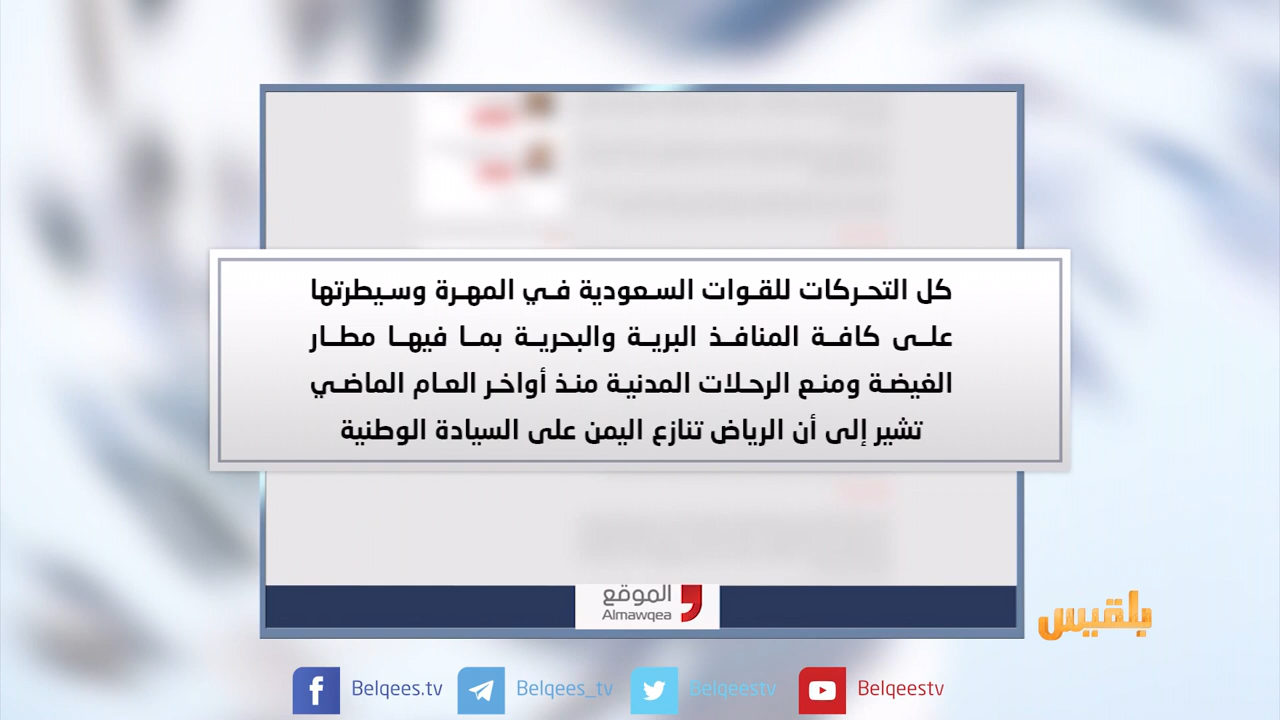 كل التحركات للقوات السعودية في المهرة وسيطرتها
على كافة المنافذ البرية والبحرية بما فيها مطار
الغيضة ومنع الرحلات المدنية منذ أواخر العام الماضي
تشير إلى أن الرياض تنازع اليمن على السيادة الوطنية
الموقع
Almawqea
بلقيس
Belqees.tv
Belqees_tv
Belqeestv
Belqeestv